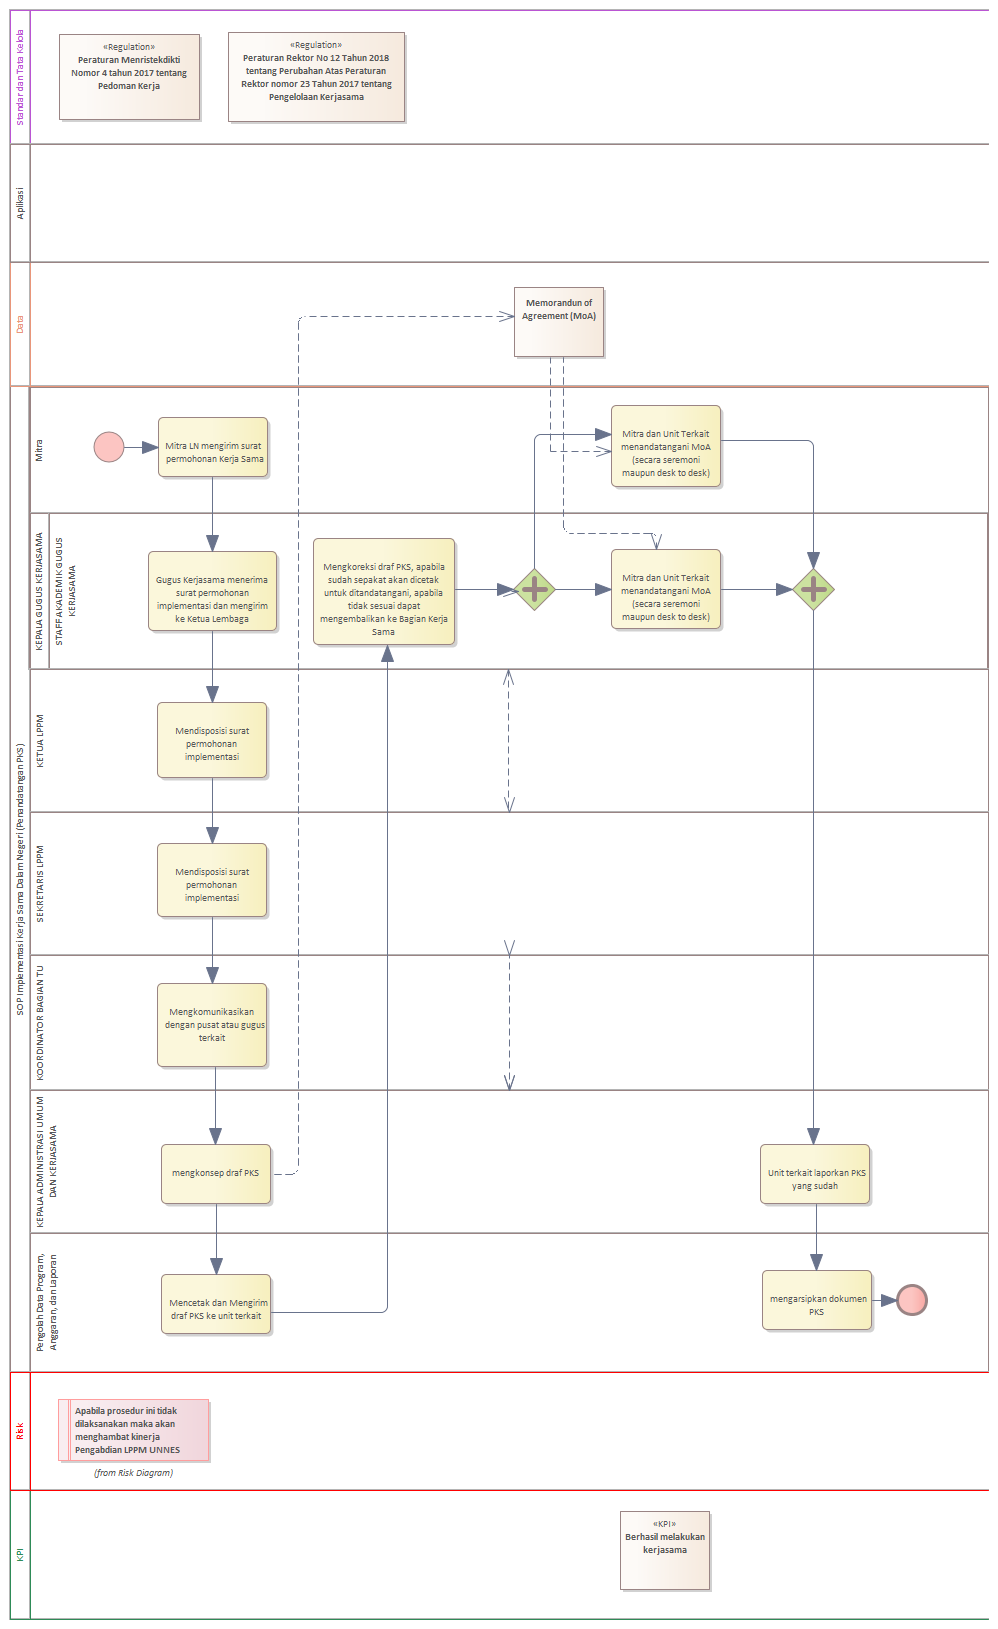 Standar dan Tata Kelola
«Regulation»
Peraturan Menristekdikti
Nomor 4 tahun 2017 tentang
Pedoman Kerja
«Regulation»
Peraturan Rektor No 12 Tahun 2018
tentang Perubahan Atas Peraturan
Rektor nomor 23 Tahun 2017 tentang
Pengelolaan Kerjasama
Aplikasi
Data
Memorandun of
Agreement (MoA)
SOP Implementasi Kerja Sama Dalam Negeri (Penandatangan PKS)
Mitra
Mitra LN mengirim surat
permohonan Kerja Sama
Mitra dan Unit Terkait
menandatangani MoA
(secara seremoni
maupun desk to desk)
KEPALA GUGUS KERJASAMA
STAFF AKADEMIK GUGUS
KERJASAMA
Gugus Kerjasama menerima
surat permohonan
implementasi dan mengirim
ke Ketua Lembaga
Mengkoreksi draf PKS, apabila
sudah sepakat akan dicetak
untuk ditandatangani, apabila
tidak sesuai dapat
mengembalikan ke Bagian Kerja
Sama
Mitra dan Unit Terkait
menandatangani MoA
(secara seremoni
maupun desk to desk)
KETUA LPPM
Mendisposisi surat
permohonan
implementasi
SEKRETARIS LPPM
Mendisposisi surat
permohonan
implementasi
KOORDINATOR BAGIAN TU
Mengkomunikasikan
dengan pusat atau gugus
terkait
KEPALA ADMINISTRASI UMUM
DAN KERJASAMA
mengkonsep draf PKS
Unit terkait laporkan PKS
yang sudah
Pengolah Data Program,
Anggaran, dan Laporan
Mencetak dan Mengirim
draf PKS ke unit terkait
mengarsipkan dokumen
PKS
Risk
Apabila prosedur ini tidak
dilaksanakan maka akan
menghambat kinerja
Pengabdian LPPM UNNES
(from Risk Diagram)
KPI
«KPI»
Berhasil melakukan
kerjasama